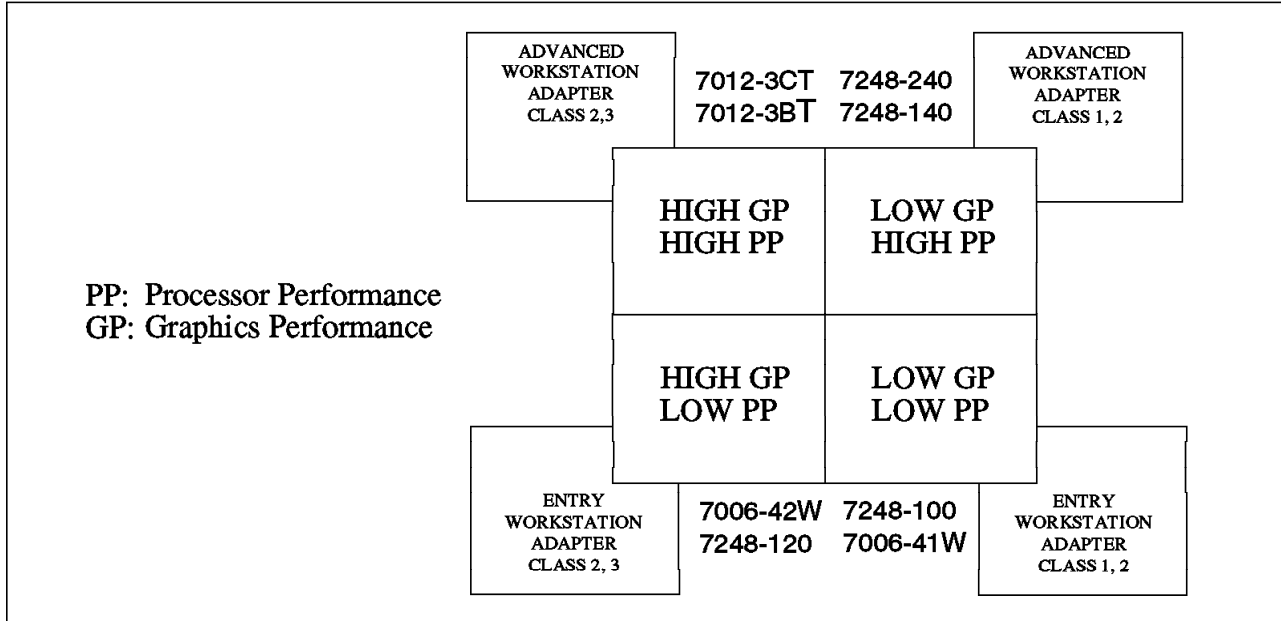 ADVANCED
WORKSTATION
ADAPTER
CLASS 2,3
7012-3CT 7248-240
7012-3BT 7248-140
ADVANCED
WORKSTATION
ADAPTER
CLASS 1, 2
HIGH GP
HIGH PP
LOW GP
HIGH PP
PP: Processor Performance
GP: Graphics Performance
HIGH GP
LOW PP
LOW GP
LOW PP
ENTRY
WORKSTATION
ADAPTER
CLASS 2, 3
7006-42W 7248-100
7248-120 7006-41W
ENTRY
WORKSTATION
ADAPTER
CLASS 1, 2